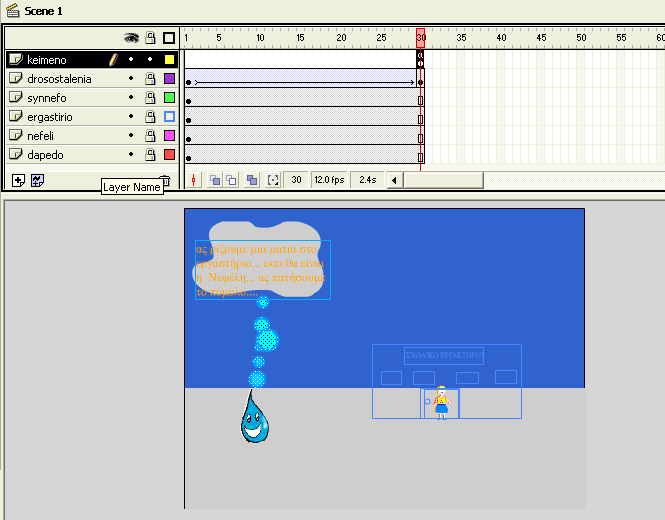 Scene 1
1 5 10 15 20 25 30 35 40 45 50 55 60
keimeno
drosostalenia
synnefo
ergastirio
nefeli
dapedo
30 12.0 fps 2.4s
Layer Name
ας ρίξουμε μια ματιά στο
εργαστήριο... εκεί θα είναι
η Νεφέλη... ας πατήσουμε
το πόμολο....
ΣΧΟΛΙΚΟ ΕΡΓΑΣΤΗΡΙΟ